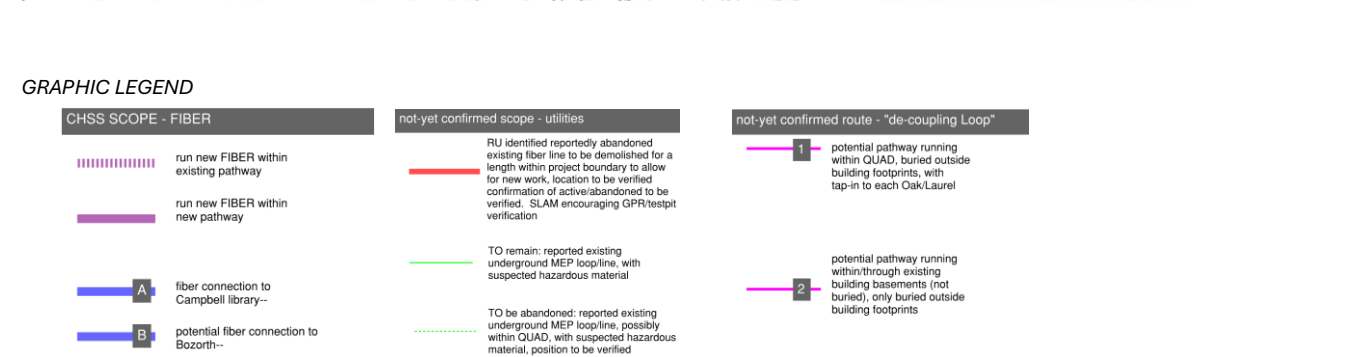 GRAPHIC LEGEND
CHSS SCOPE - FIBER
run new FIBER within
existing pathway
run new FIBER within
new pathway
A
fiber connection to
Campbell library--
B
potential fiber connection to
Bozorth--
not-yet confirmed scope - utilities
RU identified reportedly abandoned
existing fiber line to be demolished for a
length within project boundary to allow
for new work, location to be verified
confirmation of active/abandoned to be
verified. SLAM encouraging GPR/testpit
verification
TO remain: reported existing
underground MEP loop/line, with
suspected hazardous material
TO be abandoned: reported existing
underground MEP loop/line, possibly
within QUAD, with suspected hazardous
material, position to be verified
not-yet confirmed route - "de-coupling Loop"
1
potential pathway running
within QUAD, buried outside
building footprints, with
tap-in to each Oak/Laurel
2
potential pathway running
within/through existing
building basements (not
buried), only buried outside
building footprints